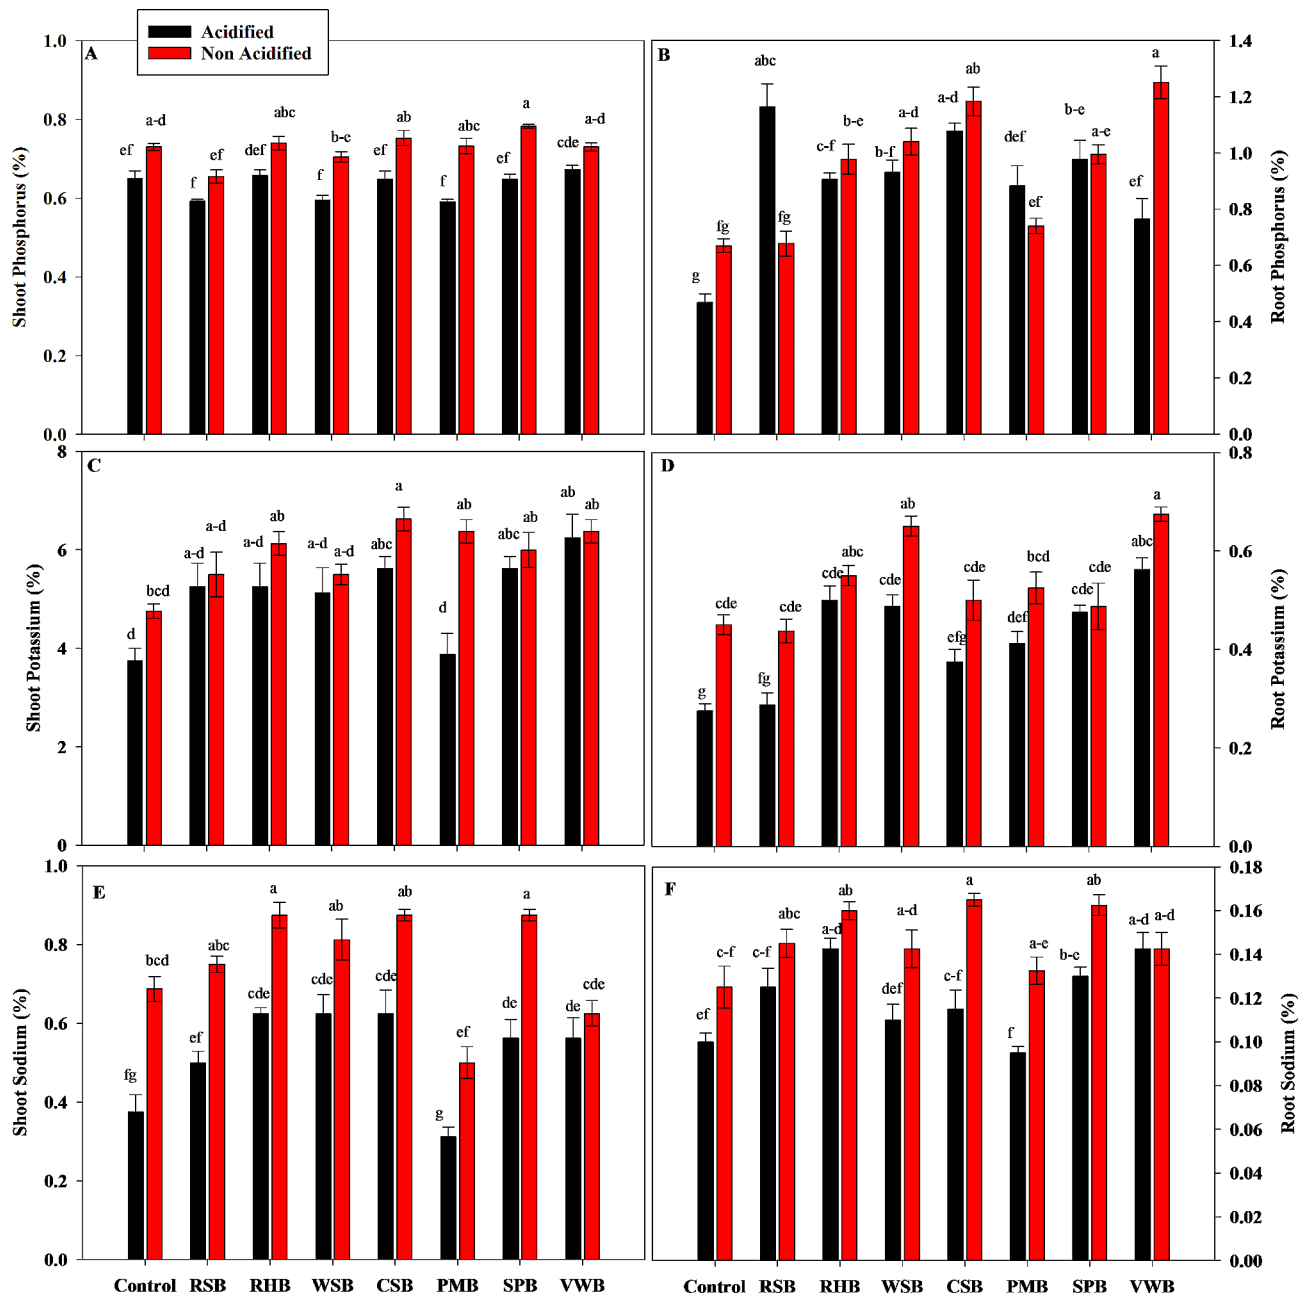 Acidified
Non Acidified
A
Shoot Phosphorus (%)
1.0
0.8
0.6
0.4
0.2
0.0
ef a-d f ef def abc f b-e ef ab f abc ef a cde a-d
B
Root Phosphorus (%)
1.4
1.2
1.0
0.8
0.6
0.4
0.2
0.0
g fg abc fg c-f b-e b-f a-d a-d ab def ef b-e a-e ef a
C
Shoot Potassium (%)
8
6
4
2
0
d bcd a-d a-d a-d ab a-d a-d abc a d ab abc ab ab ab
D
Root Potassium (%)
0.8
0.6
0.4
0.2
0.0
g cde fg cde cde abc cde ab efg cde def bcd cde cde abc a
E
Shoot Sodium (%)
1.0
0.8
0.6
0.4
0.2
0.0
fg bcd ef abc cde a cde ab cde ab g ef de a de cde
Control RSB RHB WSB CSB PMB SPB VWB
F
Root Sodium (%)
0.18
0.16
0.14
0.12
0.10
0.08
0.06
0.04
0.02
0.00
ef c-f c-f abc a-d ab def a-d c-f a f a-e b-e ab a-d a-d
Control RSB RHB WSB CSB PMB SPB VWB